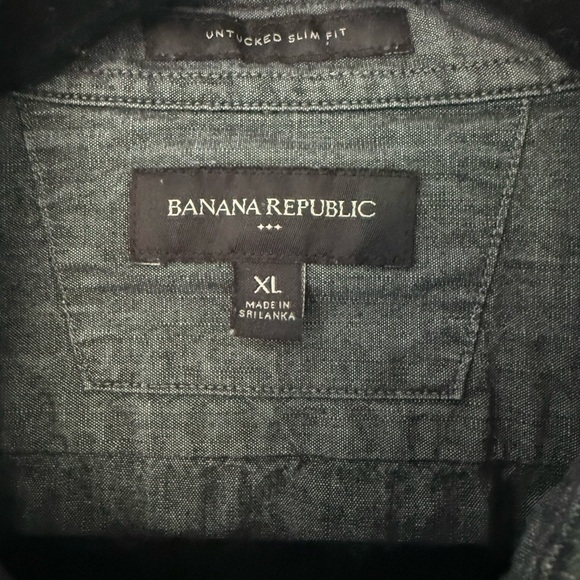 UNTUCKED SLIM FIT
BANANA REPUBLIC
XL
MADE IN
SRI LANKA